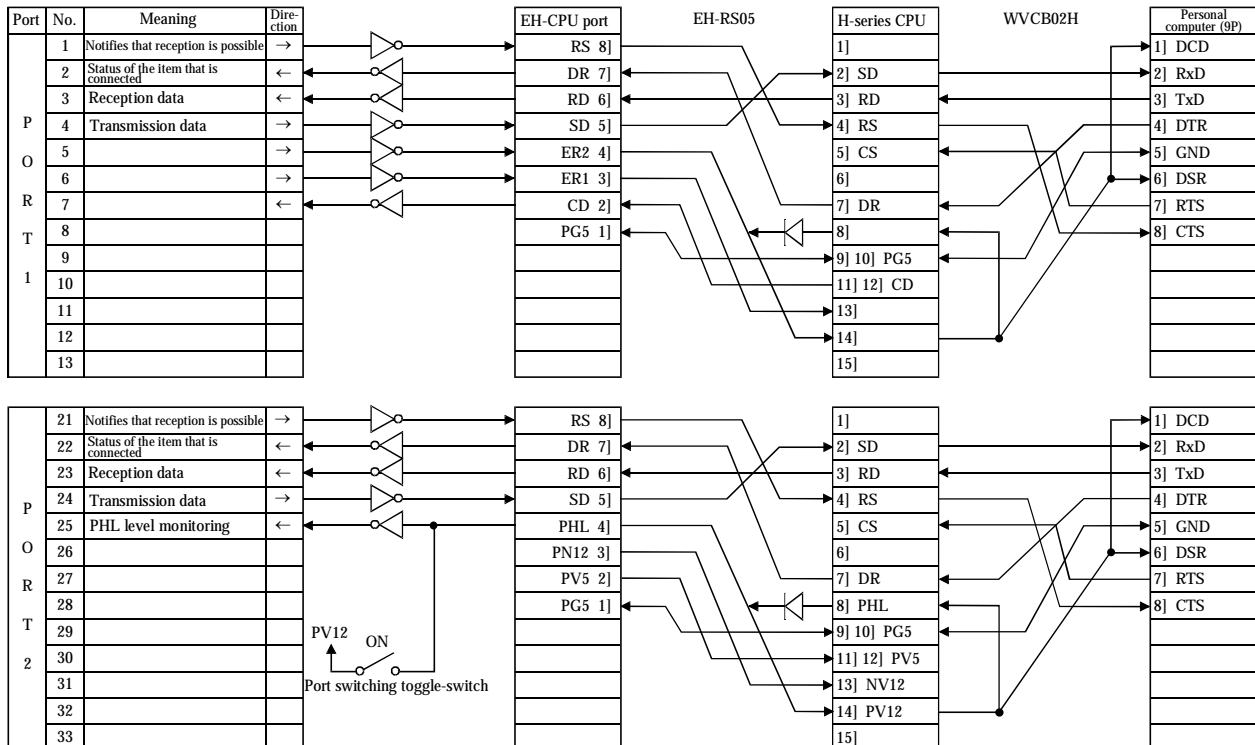 Port No. Meaning Dire-ction EH-CPU port EH-RS05 H-series CPU WVCB02H Personal computer (9P)
1 Notifies that reception is possible → RS 8] 1] 1] DCD
2 Status of the item that is connected ← DR 7] 2] SD 2] RxD
3 Reception data ← RD 6] 3] RD 3] TxD
P 4 Transmission data → SD 5] 4] RS 4] DTR
O 5 → ER2 4] 5] CS 5] GND
R 6 → ER1 3] 6] 6] DSR
T 7 ← CD 2] 7] DR 7] RTS
8 PG5 1] 8] 8] CTS
1 9 9] 10] PG5
10 11] 12] CD
11 13]
12 14]
13 15]
21 Notifies that reception is possible → RS 8] 1] 1] DCD
22 Status of the item that is connected ← DR 7] 2] SD 2] RxD
23 Reception data ← RD 6] 3] RD 3] TxD
P 24 Transmission data → SD 5] 4] RS 4] DTR
25 PHL level monitoring ← PHL 4] 5] CS 5] GND
O 26 PN12 3] 6] 6] DSR
R 27 PV5 2] 7] DR 7] RTS
T 28 PG5 1] 8] PHL 8] CTS
29 PV12 ON 9] 10] PG5
2 30 11] 12] PV5
31 Port switching toggle-switch 13] NV12
32 14] PV12
33 15]